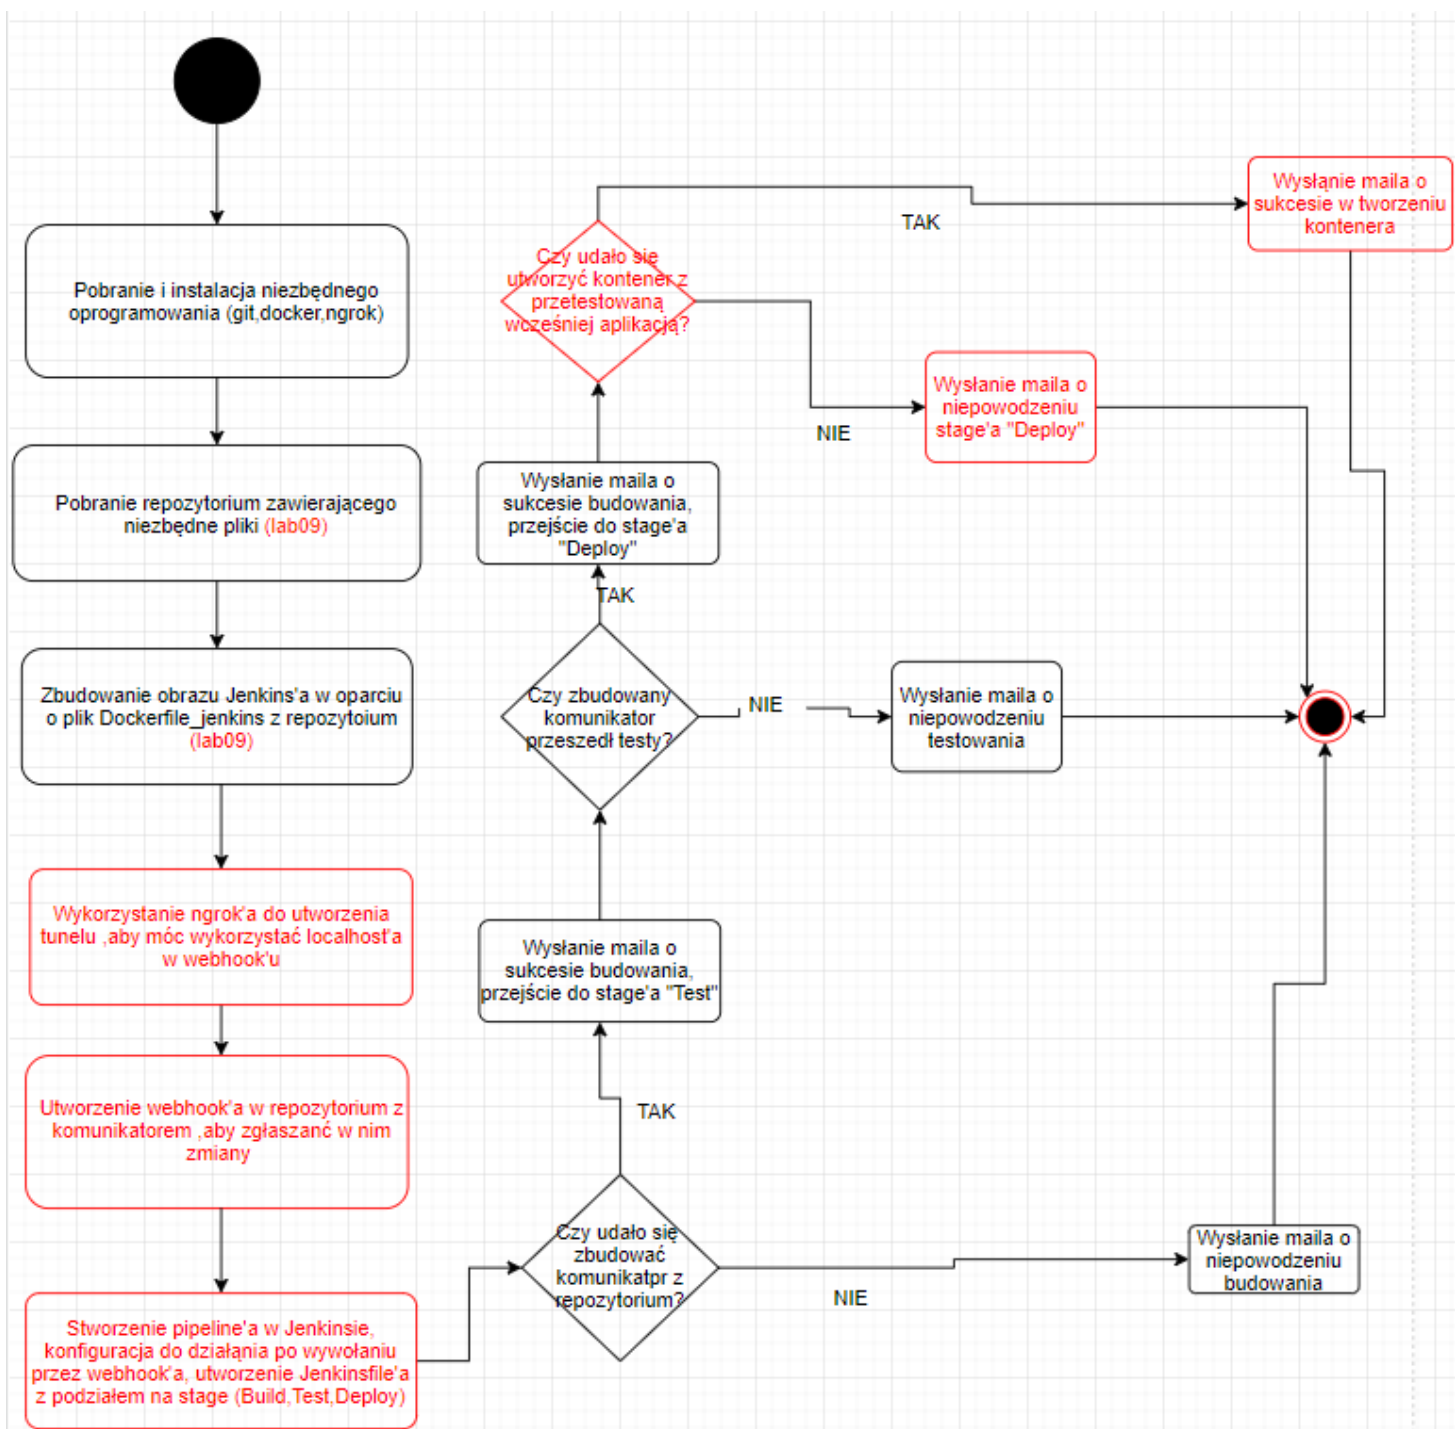 Pobranie i instalacja niezbędnego
oprogramowania (git,docker,ngrok)
Pobranie repozytorium zawierającego
niezbędne pliki (lab09)
Zbudowanie obrazu Jenkins'a w oparciu
o plik Dockerfile_jenkins z repozytoium
(lab09)
Wykorzystanie ngrok'a do utworzenia
tunelu ,aby móc wykorzystać localhost'a
w webhook'u
Utworzenie webhook'a w repozytorium z
komunikatorem ,aby zgłaszanć w nim
zmiany
Stworzenie pipeline'a w Jenkinsie,
konfiguracja do działąnia po wywołaniu
przez webhook'a, utworzenie Jenkinsfile'a
z podziałem na stage (Build,Test,Deploy)
Czy udało się
zbudować
komunikatpr z
repozytorium?
NIE
Wysłanie maila o
niepowodzeniu
budowania
TAK
Wysłanie maila o
sukcesie budowania,
przejście do stage'a "Test"
Czy zbudowany
komunikator
przeszedł testy?
NIE
Wysłanie maila o
niepowodzeniu
testowania
TAK
Wysłanie maila o
sukcesie budowania,
przejście do stage'a
"Deploy"
Czy udało się
utworzyć kontener z
przetestowaną
wcześniej aplikacją?
NIE
Wysłanie maila o
niepowodzeniu
stage'a "Deploy"
TAK
Wysłąnie maila o
sukcesie w tworzeniu
kontenera